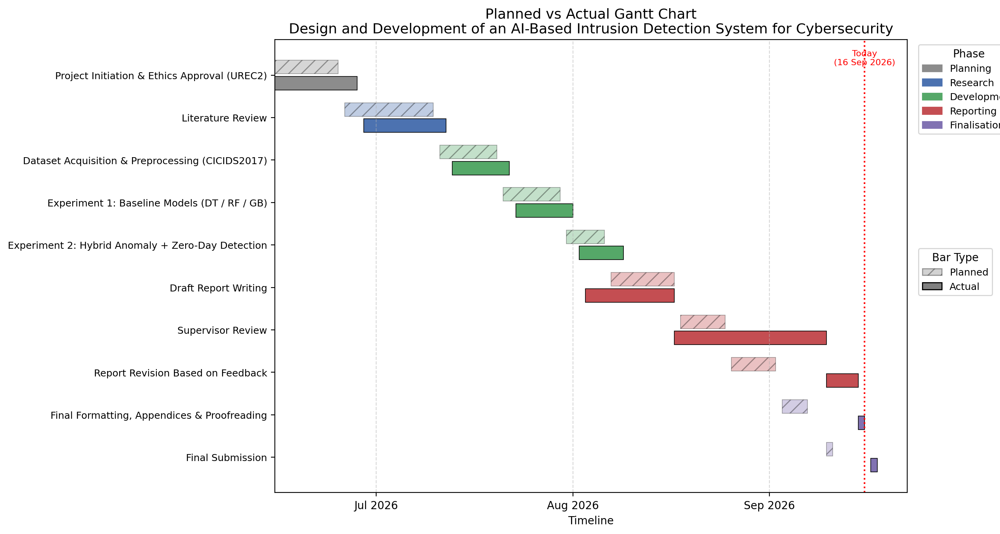 Planned vs Actual Gantt Chart
Design and Development of an AI-Based Intrusion Detection System for Cybersecurity
Project Initiation & Ethics Approval (UREC2)
Literature Review
Dataset Acquisition & Preprocessing (CICIDS2017)
Experiment 1: Baseline Models (DT / RF / GB)
Experiment 2: Hybrid Anomaly + Zero-Day Detection
Draft Report Writing
Supervisor Review
Report Revision Based on Feedback
Final Formatting, Appendices & Proofreading
Final Submission
Today
(16 Sep 2026)
Jul 2026
Aug 2026
Sep 2026
Timeline
Phase
Planning
Research
Developm
Reporting
Finalisation
Bar Type
Planned
Actual